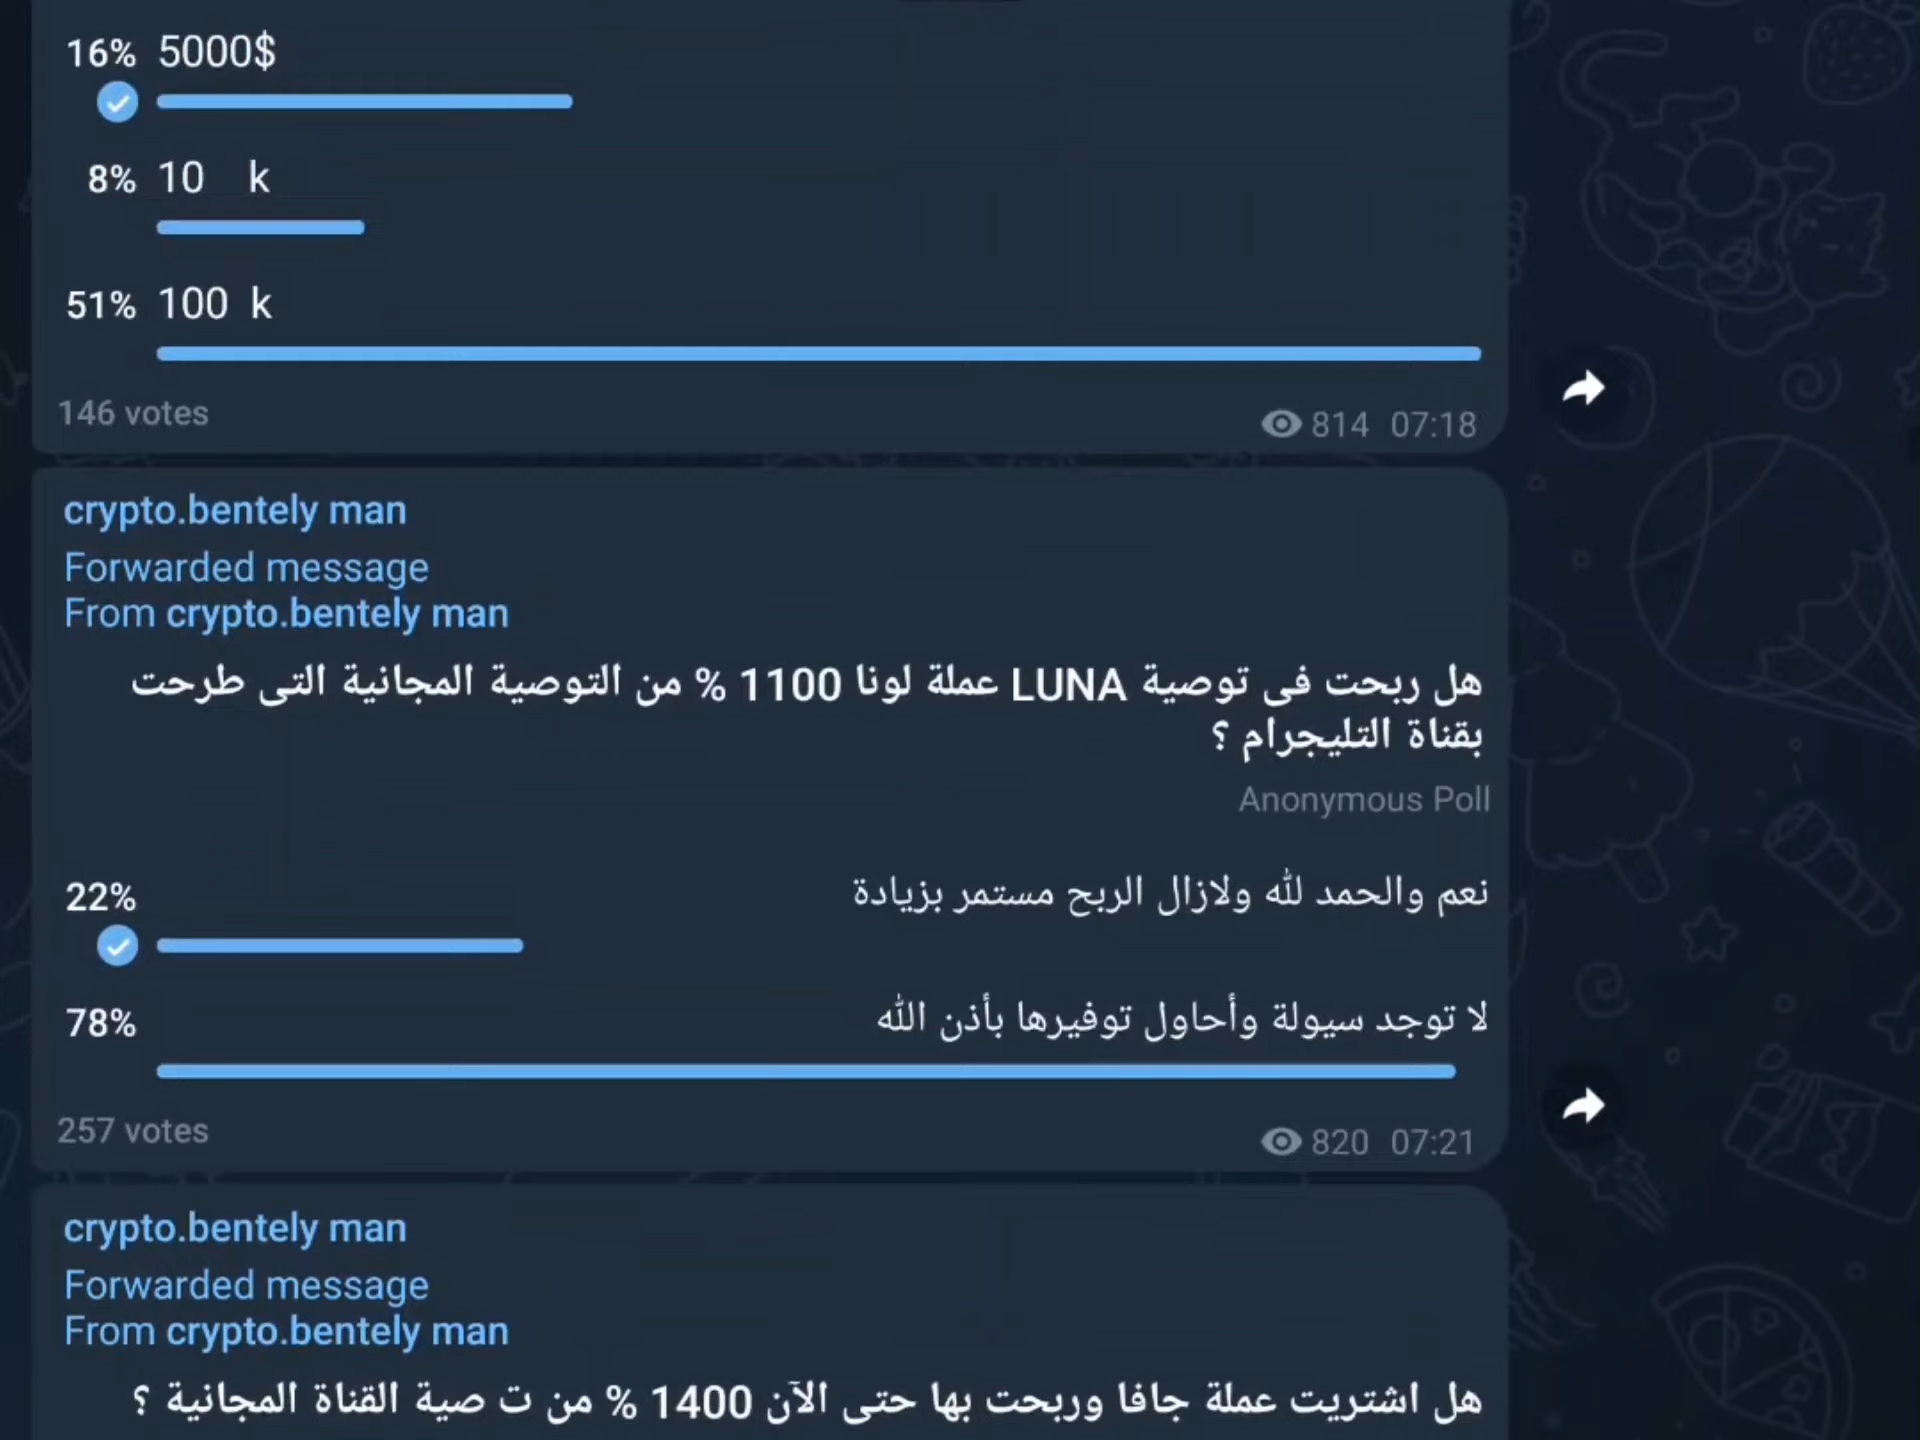 16% 5000$
8% 10 k
51% 100 k
146 votes
814 07:18
crypto.bentely man
Forwarded message
From crypto.bentely man
هل ربحت فى توصية LUNA عملة لونا 1100 % من التوصية المجانية التى طرحت
بقناة التليجرام ؟
Anonymous Poll
22% نعم والحمد لله ولازال الربح مستمر بزيادة
78% لا توجد سيولة وأحاول توفيرها بأذن الله
257 votes
820 07:21
crypto.bentely man
Forwarded message
From crypto.bentely man
هل اشتريت عملة جافا وربحت بها حتى الآن 1400 % من ت صية القناة المجانية ؟